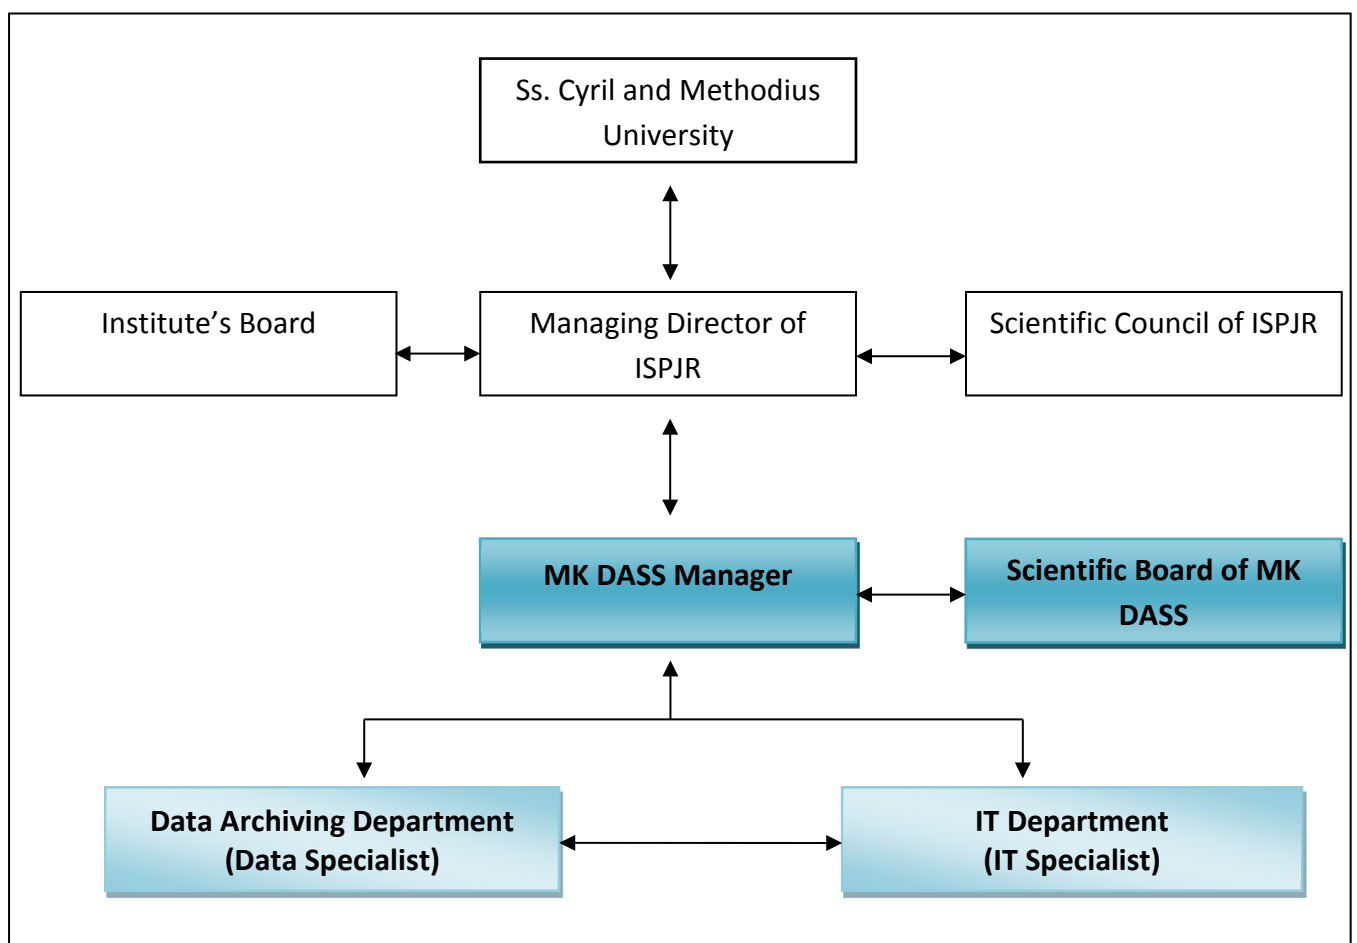 Ss. Cyril and Methodius
University
Institute’s Board
Managing Director of
ISPJR
Scientific Council of ISPJR
MK DASS Manager
Scientific Board of MK
DASS
Data Archiving Department
(Data Specialist)
IT Department
(IT Specialist)